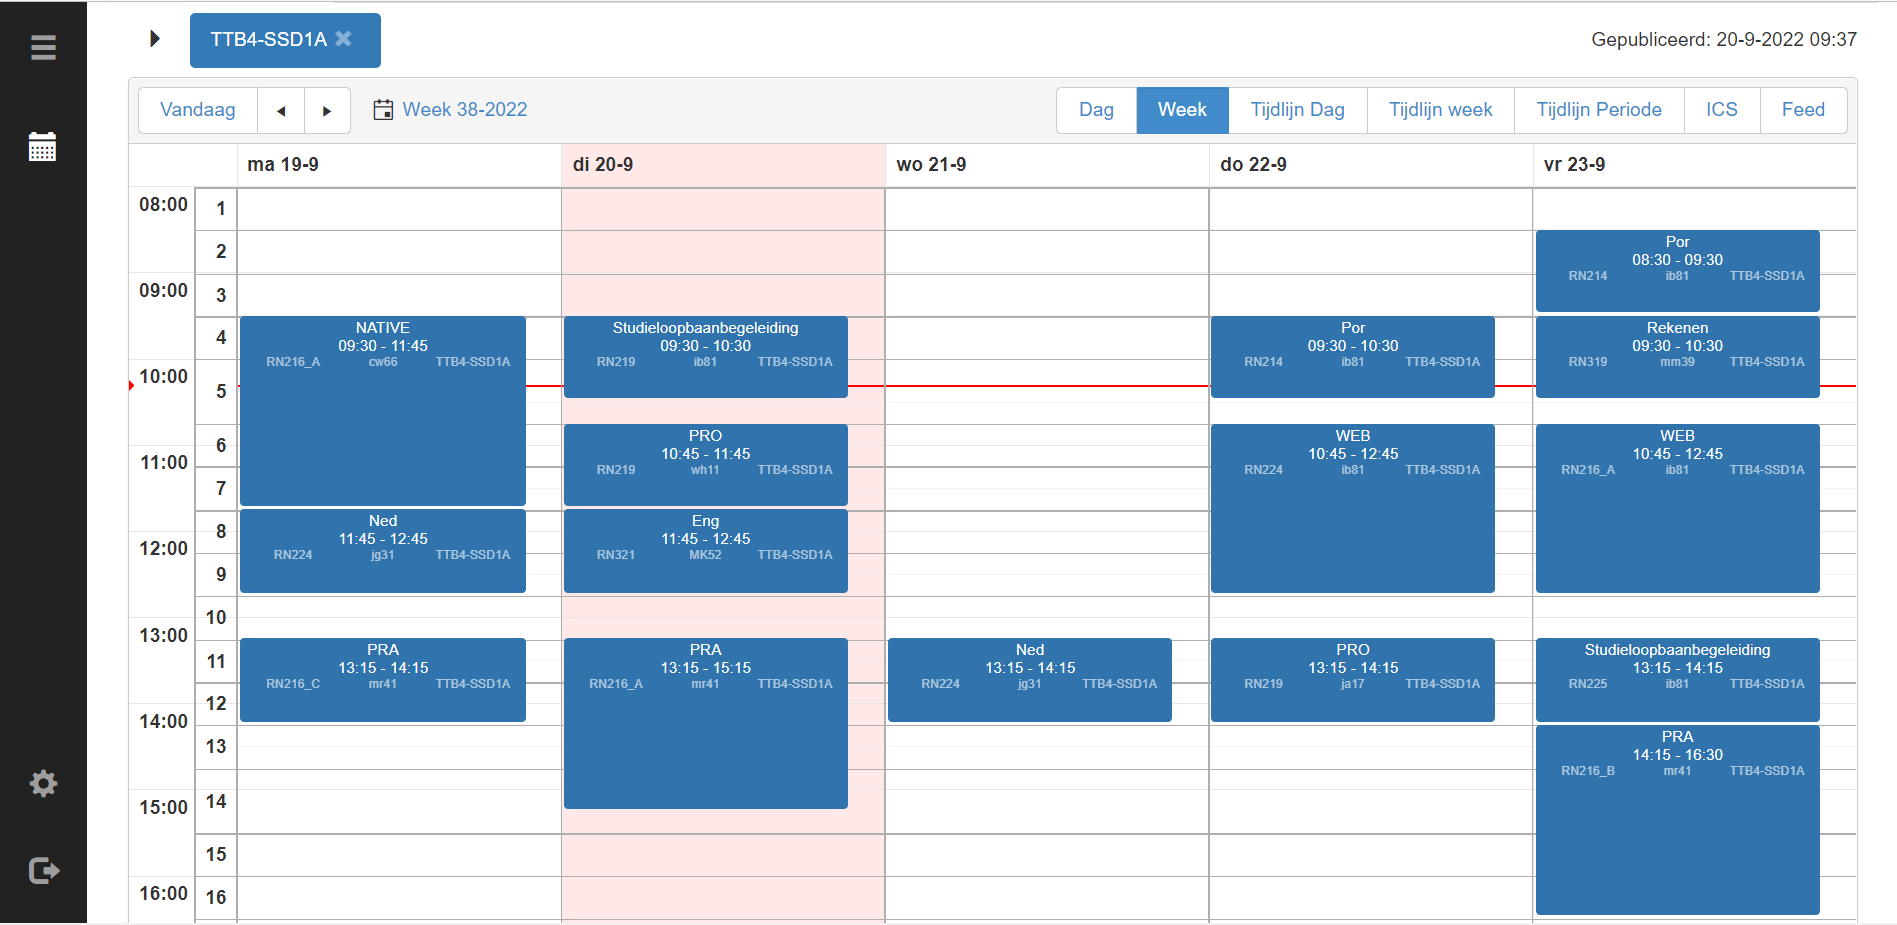 TTB4-SSD1A
Gepubliceerd: 20-9-2022 09:37
Vandaag
Week 38-2022
Dag Week Tijdlijn Dag Tijdlijn week Tijdlijn Periode ICS Feed
ma 19-9 di 20-9 wo 21-9 do 22-9 vr 23-9
08:00
09:00
10:00
11:00
12:00
13:00
14:00
15:00
16:00
1
2
3
4
5
6
7
8
9
10
11
12
13
14
15
16
NATIVE
09:30 - 11:45
RN216_A cw66 TTB4-SSD1A
Ned
11:45 - 12:45
RN224 jg31 TTB4-SSD1A
PRA
13:15 - 14:15
RN216_C mr41 TTB4-SSD1A
Studieloopbaanbegeleiding
09:30 - 10:30
RN219 ib81 TTB4-SSD1A
PRO
10:45 - 11:45
RN219 wh11 TTB4-SSD1A
Eng
11:45 - 12:45
RN321 MK52 TTB4-SSD1A
PRA
13:15 - 15:15
RN216_A mr41 TTB4-SSD1A
Ned
13:15 - 14:15
RN224 jg31 TTB4-SSD1A
Por
09:30 - 10:30
RN214 ib81 TTB4-SSD1A
WEB
10:45 - 12:45
RN224 ib81 TTB4-SSD1A
PRO
13:15 - 14:15
RN219 ja17 TTB4-SSD1A
Por
08:30 - 09:30
RN214 ib81 TTB4-SSD1A
Rekenen
09:30 - 10:30
RN319 mm39 TTB4-SSD1A
WEB
10:45 - 12:45
RN216_A ib81 TTB4-SSD1A
Studieloopbaanbegeleiding
13:15 - 14:15
RN225 ib81 TTB4-SSD1A
PRA
14:15 - 16:30
RN216_B mr41 TTB4-SSD1A